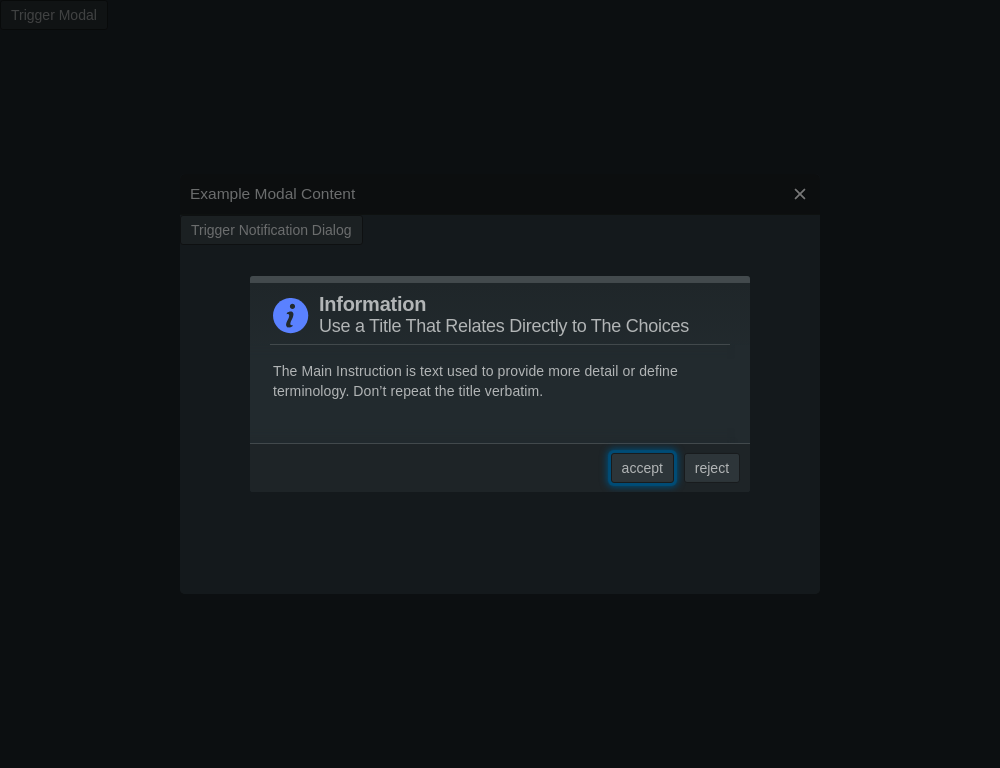 Trigger Modal
Example Modal Content
Trigger Notification Dialog
Information
Use a Title That Relates Directly to The Choices
The Main Instruction is text used to provide more detail or define
terminology. Don’t repeat the title verbatim.
accept reject